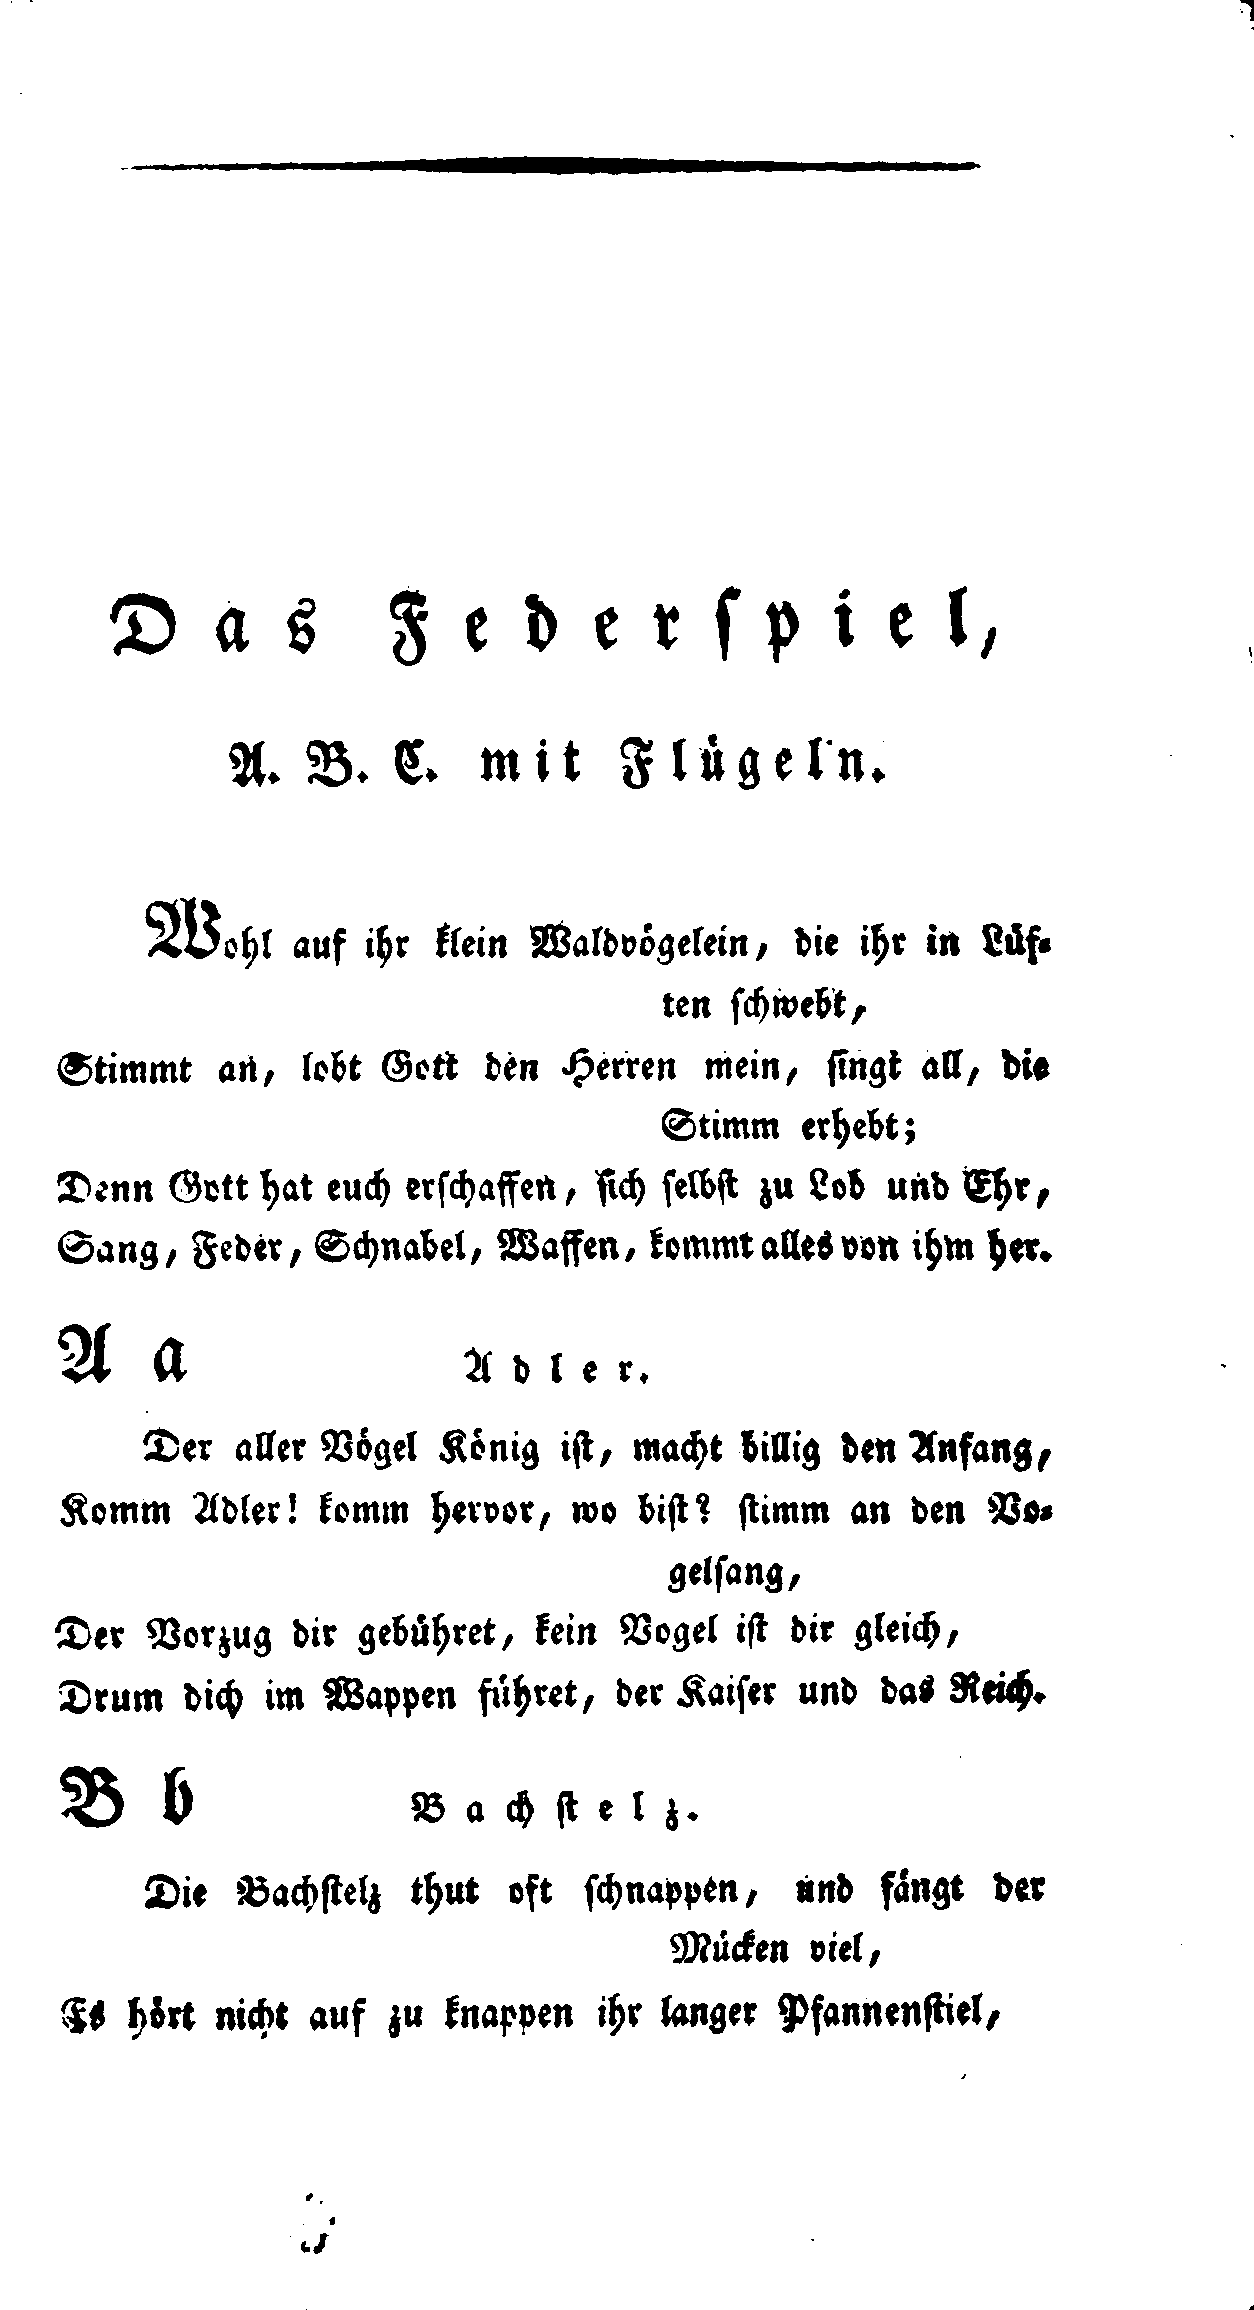 Das Federſpiel,
A. B. C. mit Flügeln.
Wohl auf ihr klein Waldvögelein, die ihr in Lüf-
ten ſchwebt,
Stimmt an, lobt Gott den Herren mein, ſingt all, die
Stimm erhebt;
Denn Gott hat euch erſchaffen, ſich ſelbſt zu Lob und Ehr,
Sang, Feder, Schnabel, Waffen, kommt alles von ihm her.
A a Adler.
Der aller Vögel König iſt, macht billig den Anfang,
Komm Adler! komm hervor, wo biſt? ſtimm an den Vo-
gelſang,
Der Vorzug dir gebühret, kein Vogel iſt dir gleich,
Drum dich im Wappen führet, der Kaiſer und das Reich.
B b Bachſtelz.
Die Bachſtelz thut oft ſchnappen, und fängt der
Mücken viel,
Es hört nicht auf zu knappen ihr langer Pfannenſtiel,